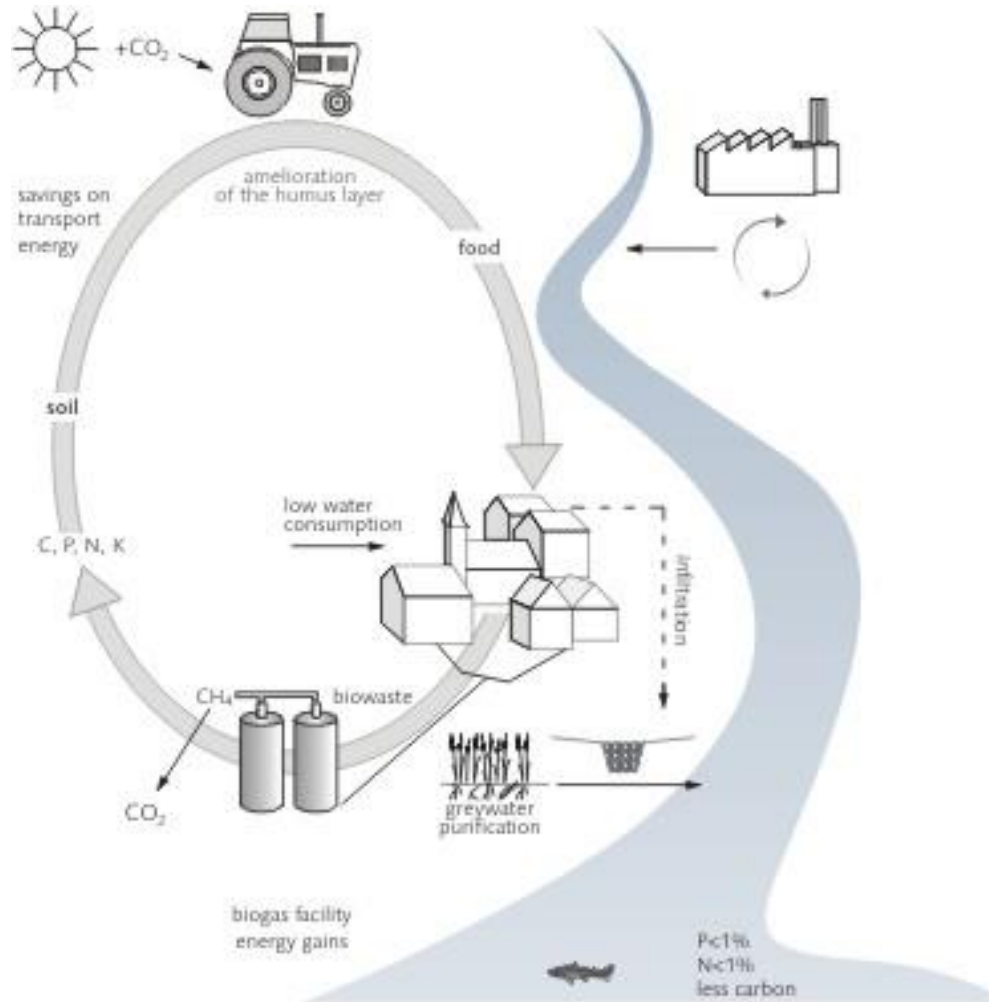 +CO₂
amelioration
of the humus layer
savings on
transport
energy
food
soil
low water
consumption
infiltration
C, P, N, K
CH₄
biowaste
CO₂
greywater
purification
biogas facility
energy gains
P<1%
N<1%
less carbon